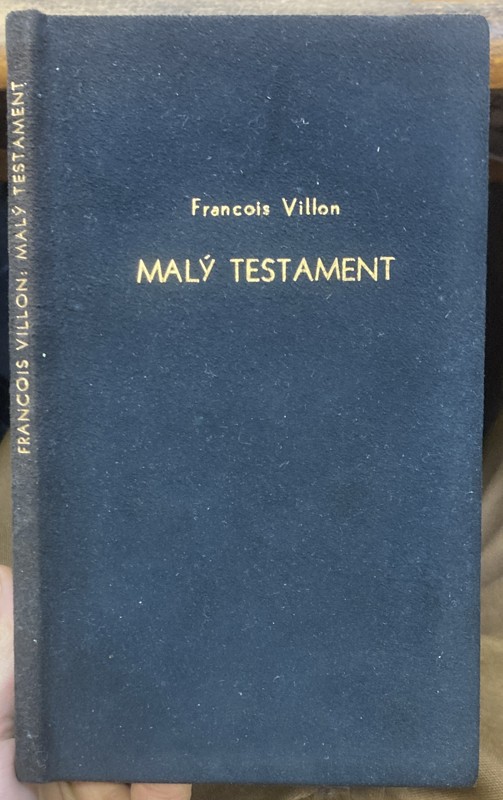 FRANCOIS VILLON: MALÝ TESTAMENT
Francois Villon
MALÝ TESTAMENT